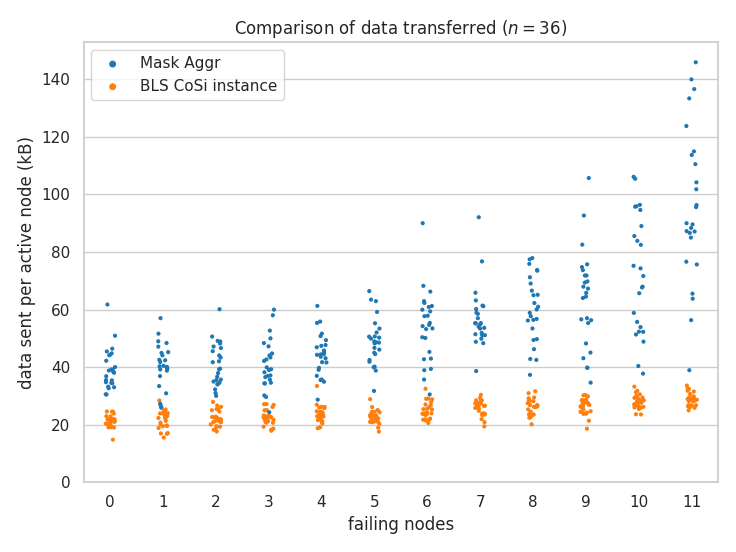 Comparison of data transferred (n = 36)
Mask Aggr
BLS CoSi instance
data sent per active node (kB)
140
120
100
80
60
40
20
0
0 1 2 3 4 5 6 7 8 9 10 11
failing nodes